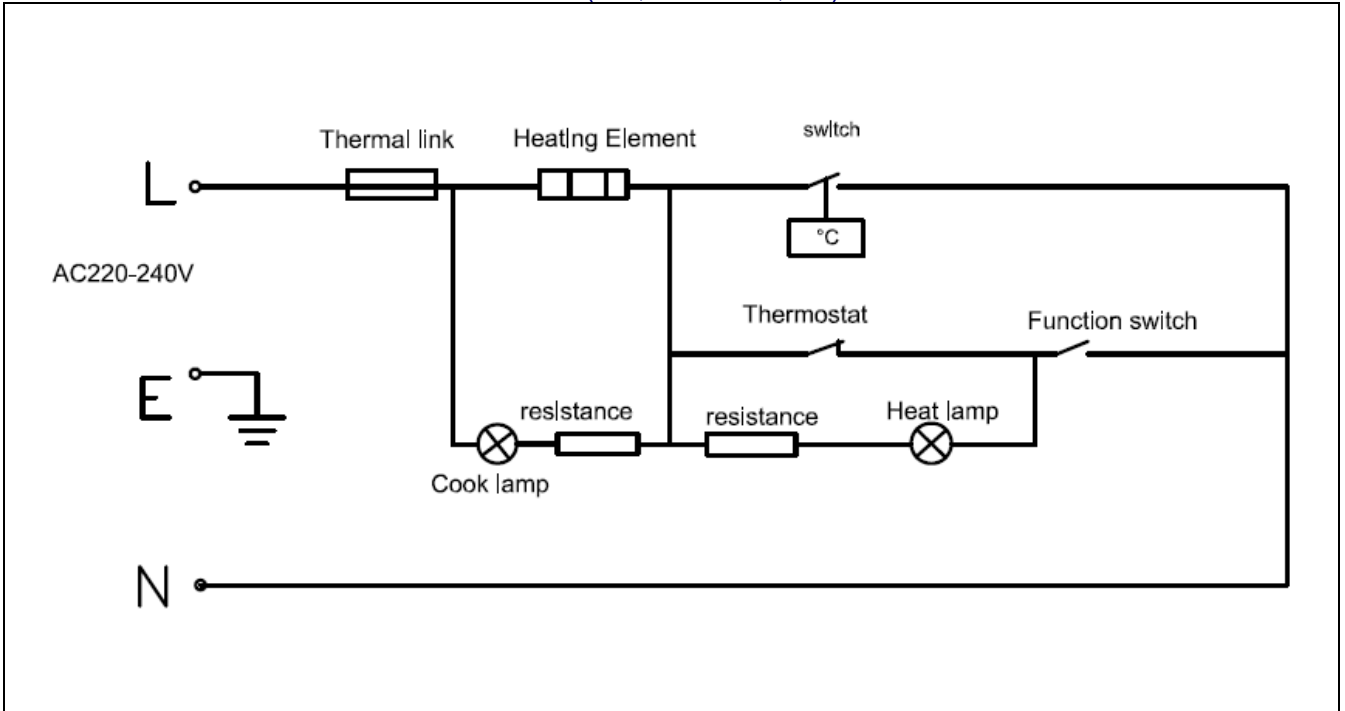 Thermal link
Heating Element
switch
L
°C
AC220-240V
Thermostat
Function switch
E
resistance
resistance
Heat lamp
Cook lamp
N